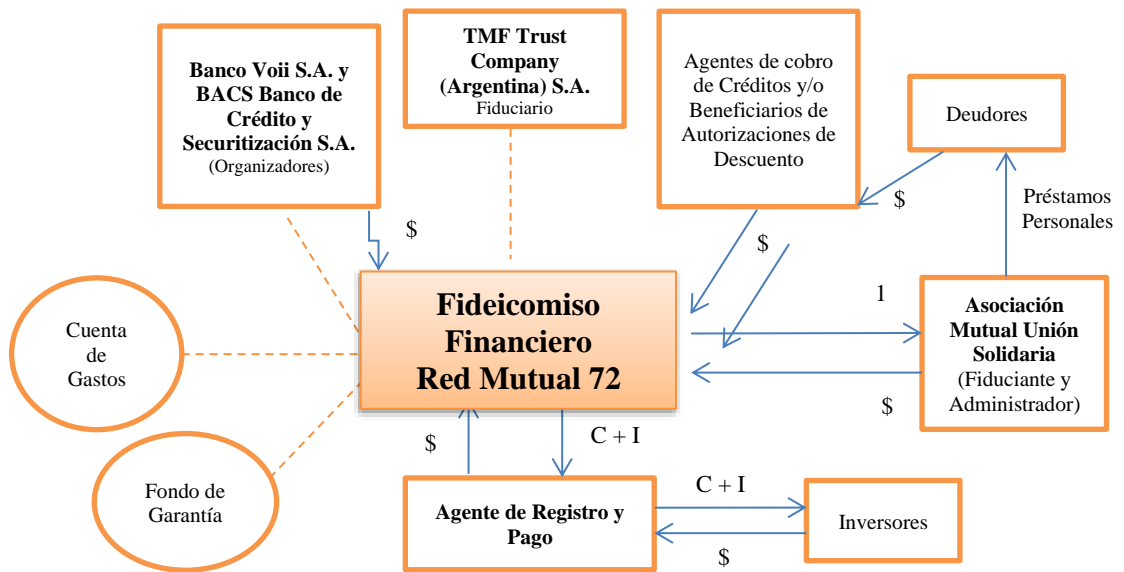 Banco Voii S.A. y
BACS Banco de
Crédito y
Securitización S.A.
(Organizadores)
TMF Trust
Company
(Argentina) S.A.
Fiduciario
Agentes de cobro
de Créditos y/o
Beneficiarios de
Autorizaciones de
Descuento
Deudores
$
Préstamos
Personales
$
$
Cuenta
de
Gastos
Fideicomiso
Financiero
Red Mutual 72
1
$
Asociación
Mutual Unión
Solidaria
(Fiduciante y
Administrador)
Fondo de
Garantía
$
C + I
Agente de Registro y
Pago
C + I
$
Inversores